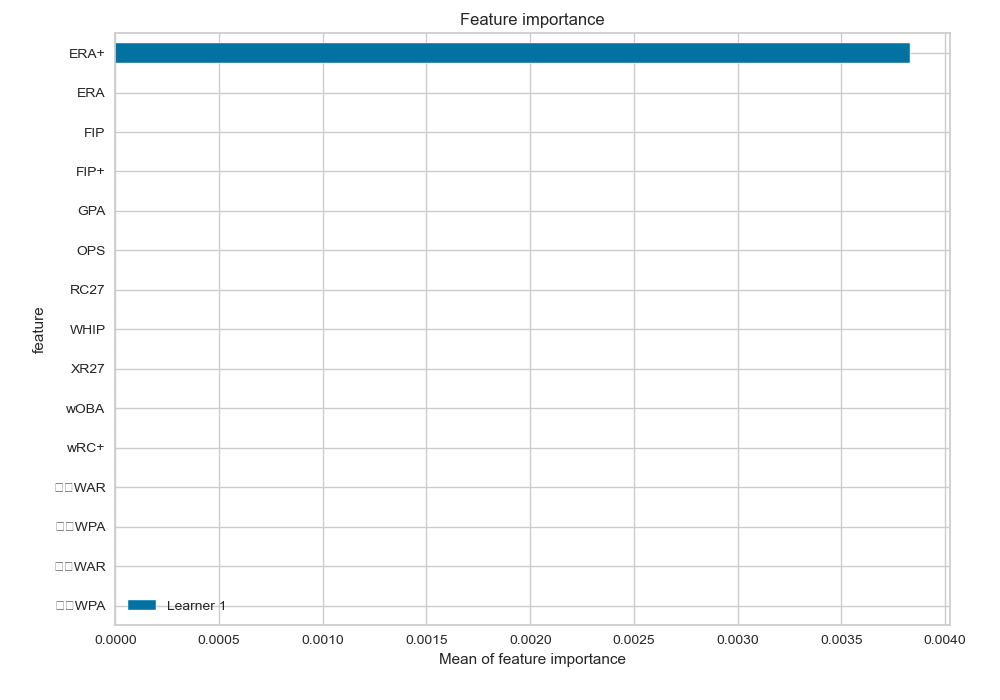 Feature importance
ERA+
ERA
FIP
FIP+
GPA
OPS
RC27
WHIP
XR27
wOBA
wRC+
□□WAR
□□WPA
□□WAR
□□WPA
feature
Learner 1
0.0000 0.0005 0.0010 0.0015 0.0020 0.0025 0.0030 0.0035 0.0040
Mean of feature importance